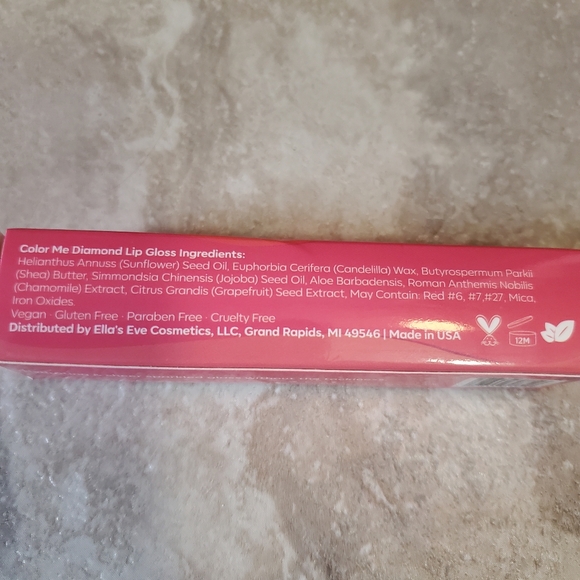 Color Me Diamond Lip Gloss Ingredients:
Helianthus Annuss (Sunflower) Seed Oil, Euphorbia Cerifera (Candelilla) Wax, Butyrospermum Parkii
(Shea) Butter, Simmondsia Chinensis (Jojoba) Seed Oil, Aloe Barbadensis, Roman Anthemis Nobilis
(Chamomile) Extract, Citrus Grandis (Grapefruit) Seed Extract, May Contain: Red #6, #7,#27, Mica,
Iron Oxides.
Vegan · Gluten Free · Paraben Free · Cruelty Free
Distributed by Ella's Eve Cosmetics, LLC, Grand Rapids, MI 49546 | Made in USA
12M